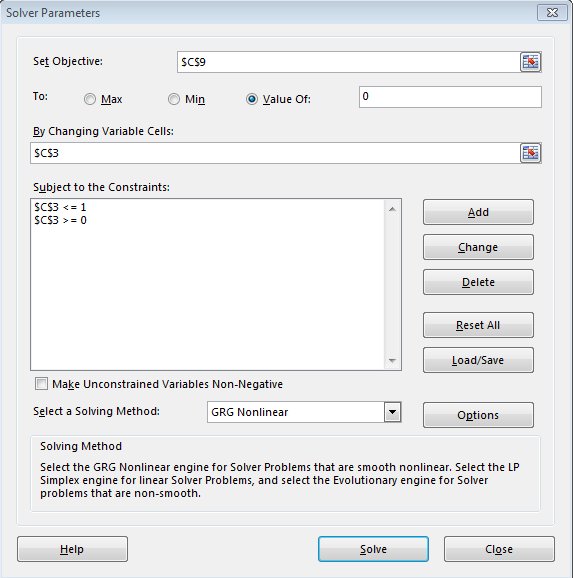 Solver Parameters
Set Objective:
$C$9
To:
Max
Min
Value Of:
0
By Changing Variable Cells:
$C$3
Subject to the Constraints:
$C$3 <= 1
$C$3 >= 0
Add
Change
Delete
Reset All
Load/Save
Make Unconstrained Variables Non-Negative
Select a Solving Method:
GRG Nonlinear
Options
Solving Method
Select the GRG Nonlinear engine for Solver Problems that are smooth nonlinear. Select the LP
Simplex engine for linear Solver Problems, and select the Evolutionary engine for Solver
problems that are non-smooth.
Help
Solve
Close